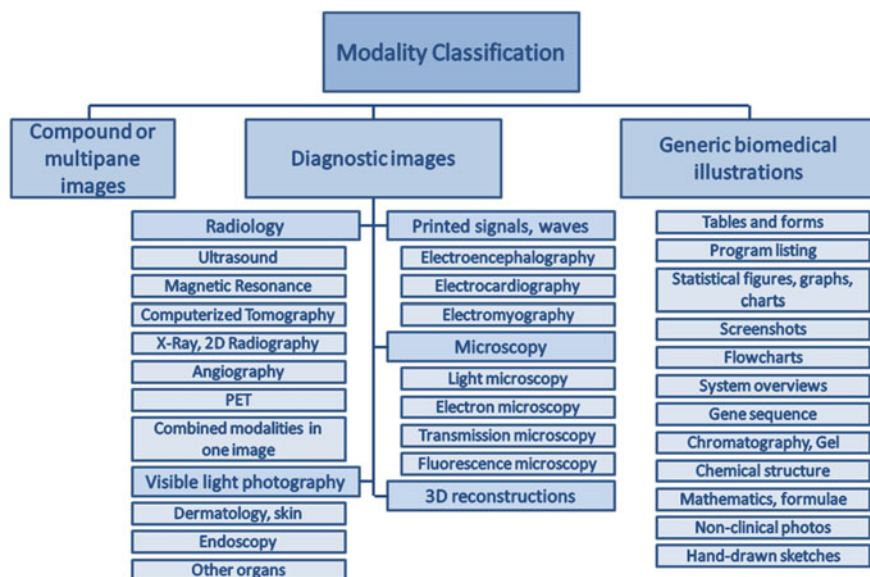 Modality Classification
Compound or
multipane
images
Diagnostic images
Generic biomedical
illustrations
Radiology
Ultrasound
Magnetic Resonance
Computerized Tomography
X-Ray, 2D Radiography
Angiography
PET
Combined modalities in
one image
Visible light photography
Dermatology, skin
Endoscopy
Other organs
Printed signals, waves
Electroencephalography
Electrocardiography
Electromyography
Microscopy
Light microscopy
Electron microscopy
Transmission microscopy
Fluorescence microscopy
3D reconstructions
Tables and forms
Program listing
Statistical figures, graphs,
charts
Screenshots
Flowcharts
System overviews
Gene sequence
Chromatography, Gel
Chemical structure
Mathematics, formulae
Non-clinical photos
Hand-drawn sketches